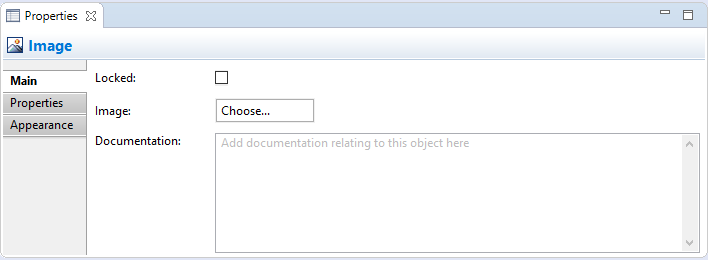 Properties
Image
Main
Properties
Appearance
Locked:
Image:
Choose...
Documentation:
Add documentation relating to this object here